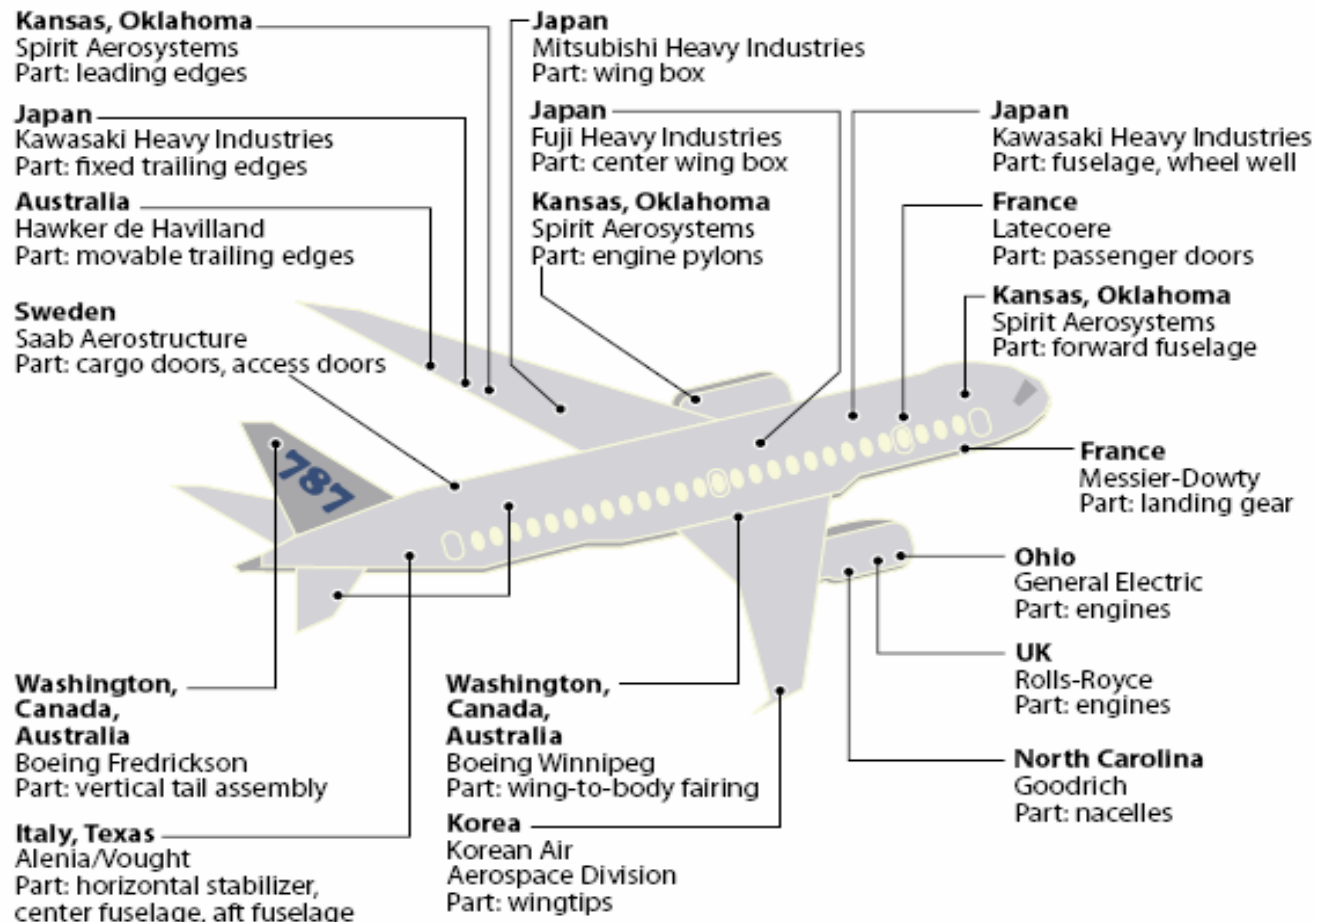 Kansas, Oklahoma
Spirit Aerosystems
Part: leading edges
Japan
Kawasaki Heavy Industries
Part: fixed trailing edges
Australia
Hawker de Havilland
Part: movable trailing edges
Sweden
Saab Aerostructure
Part: cargo doors, access doors
Japan
Mitsubishi Heavy Industries
Part: wing box
Japan
Fuji Heavy Industries
Part: center wing box
Kansas, Oklahoma
Spirit Aerosystems
Part: engine pylons
Japan
Kawasaki Heavy Industries
Part: fuselage, wheel well
France
Latecoere
Part: passenger doors
Kansas, Oklahoma
Spirit Aerosystems
Part: forward fuselage
France
Messier-Dowty
Part: landing gear
Ohio
General Electric
Part: engines
UK
Rolls-Royce
Part: engines
North Carolina
Goodrich
Part: nacelles
787
Washington,
Canada,
Australia
Boeing Fredrickson
Part: vertical tail assembly
Italy, Texas
Alenia/Vought
Part: horizontal stabilizer,
center fuselage, aft fuselage
Washington,
Canada,
Australia
Boeing Winnipeg
Part: wing-to-body fairing
Korea
Korean Air
Aerospace Division
Part: wingtips